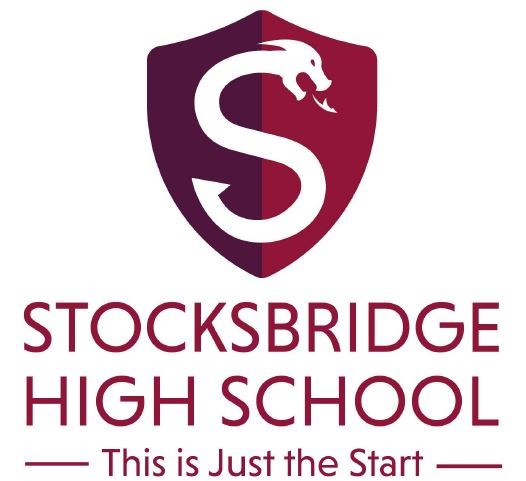 STOCKSBRIDGE
HIGH SCHOOL
This is Just the Start